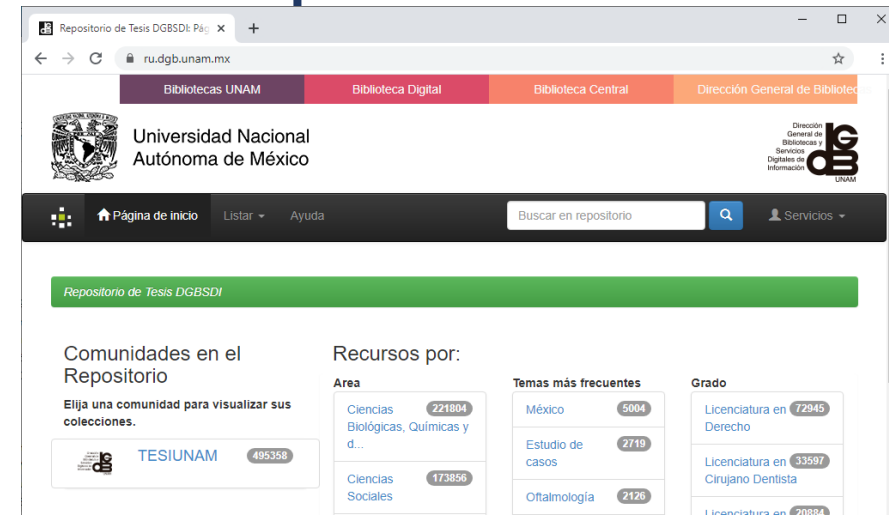 Repositorio de Tesis DGBSDI: Pág
ru.dgb.unam.mx
Bibliotecas UNAM
Biblioteca Digital
Biblioteca Central
Dirección General de Bibliotec
Universidad Nacional
Autónoma de México
Dirección
General de
Bibliotecas y
Servicios
Digitales de
Información
UNAM
Página de inicio
Listar
Ayuda
Buscar en repositorio
Servicios
Repositorio de Tesis DGBSDI
Comunidades en el
Repositorio
Elija una comunidad para visualizar sus
colecciones.
TESIUNAM 495358
Recursos por:
Area
Ciencias 221804
Biológicas, Químicas y
d...
Ciencias 173856
Sociales
Temas más frecuentes
México 5004
Estudio de 2719
casos
Oftalmología 2126
Grado
Licenciatura en 72945
Derecho
Licenciatura en 33597
Cirujano Dentista
Licenciatura en 20884